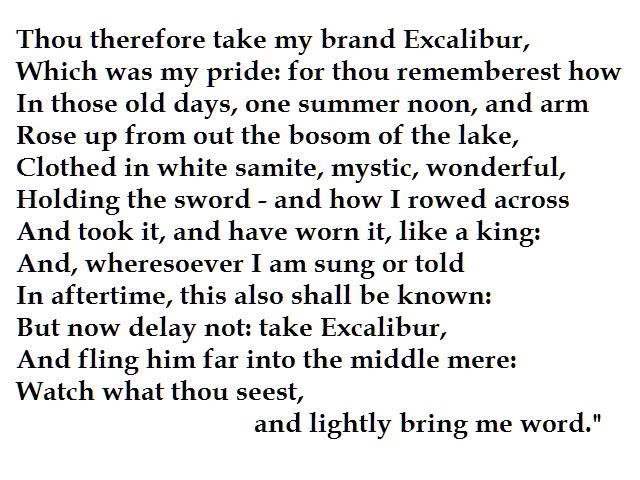 Thou therefore take my brand Excalibur,
Which was my pride: for thou rememberest how
In those old days, one summer noon, and arm
Rose up from out the bosom of the lake,
Clothed in white samite, mystic, wonderful,
Holding the sword - and how I rowed across
And took it, and have worn it, like a king:
And, wheresoever I am sung or told
In aftertime, this also shall be known:
But now delay not: take Excalibur,
And fling him far into the middle mere:
Watch what thou seest,
and lightly bring me word."